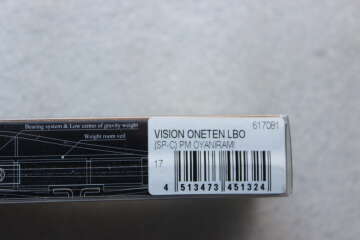 Bearing system & Low center of gravity weight
Weight room veil
617081
VISION ONETEN LBO
(SP-C) PM OYANIRAMI
17
4 513473 451324